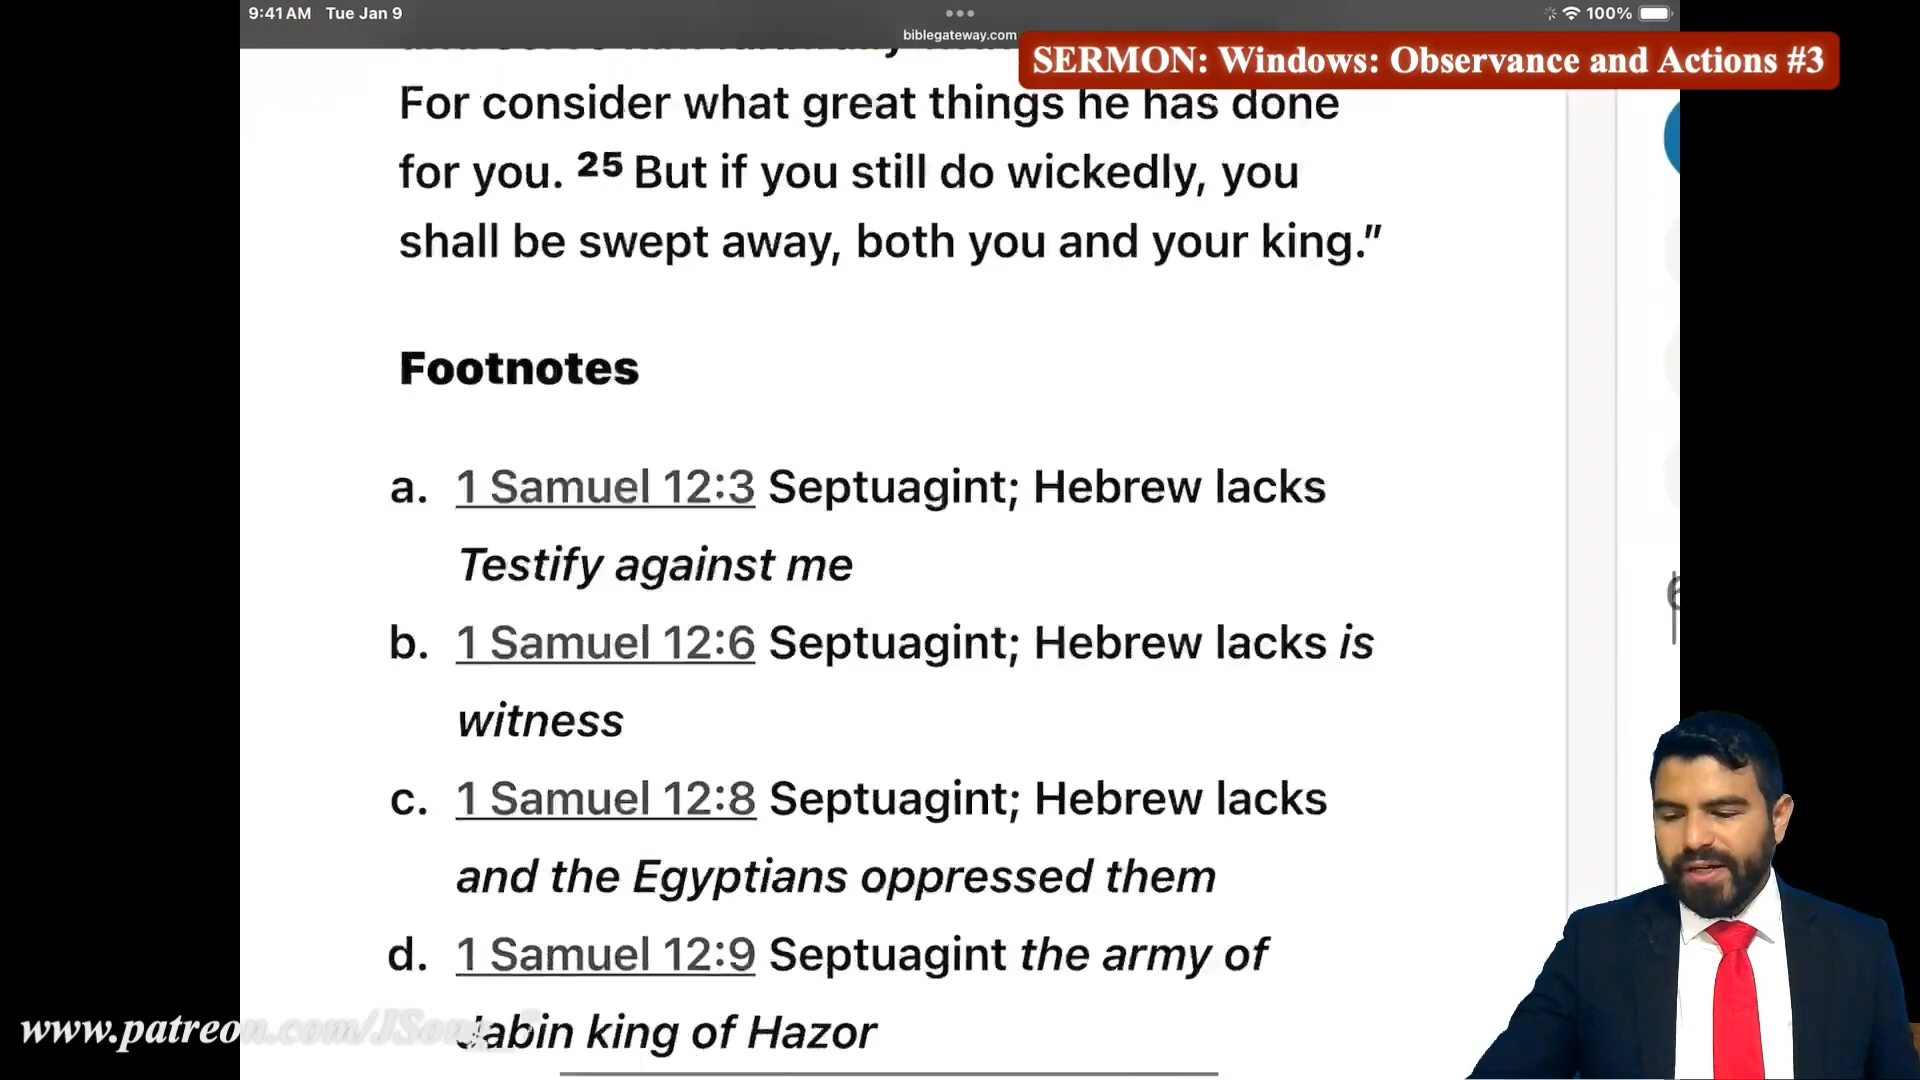 9:41 AM Tue Jan 9
100%
biblegateway.com
SERMON: Windows: Observance and Actions #3
For consider what great things he has done
for you. 25 But if you still do wickedly, you
shall be swept away, both you and your king.”
Footnotes
a. 1 Samuel 12:3 Septuagint; Hebrew lacks
Testify against me
b. 1 Samuel 12:6 Septuagint; Hebrew lacks is
witness
c. 1 Samuel 12:8 Septuagint; Hebrew lacks
and the Egyptians oppressed them
d. 1 Samuel 12:9 Septuagint the army of
Jabin king of Hazor